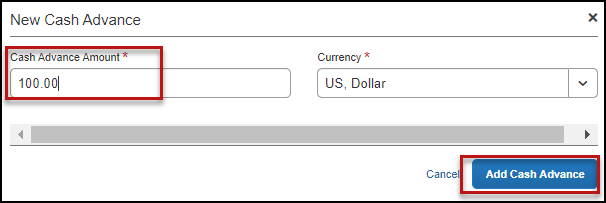 New Cash Advance ×
Cash Advance Amount * Currency *
100.00 US, Dollar
Cancel Add Cash Advance